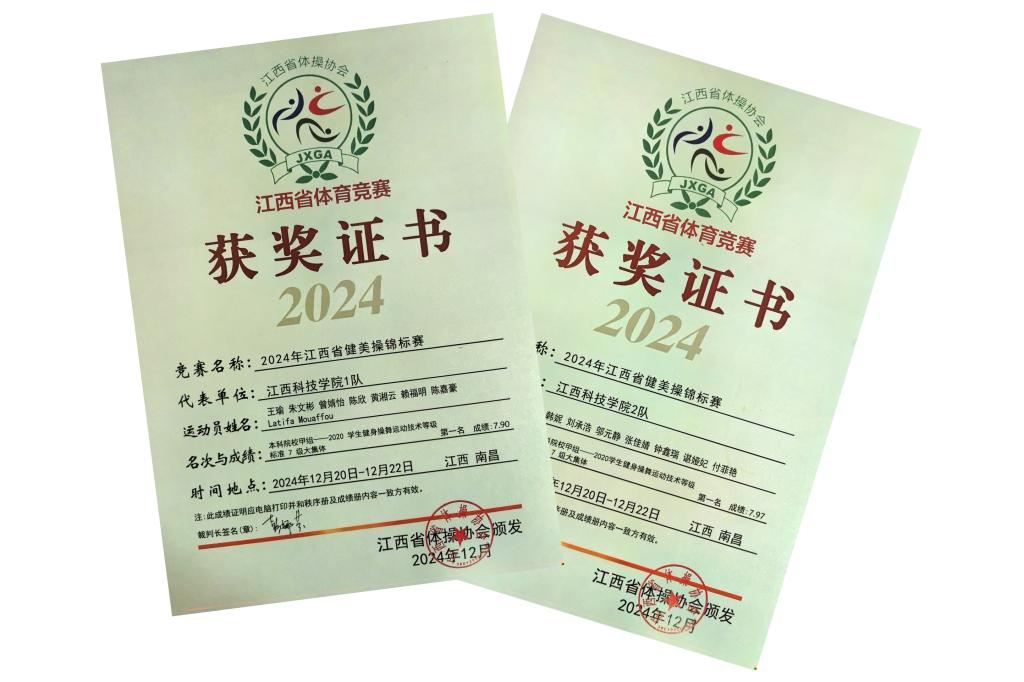 江西省体操协会
JXGA
江西省体育竞赛
获奖证书
2024
竞赛名称：2024年江西省健美操锦标赛
代表单位：江西科技学院1队
运动员姓名：王瑜 朱文彬 曾婧怡 陈欣 黄湘云 赖福明 陈嘉豪
Latifa Mouaffou
名次与成绩：本科院校甲组——2020 学生健身操舞运动技术等级
标准 7 级大集体 第一名 成绩:7.90
时间地点：2024年12月20日-12月22日 江西 南昌
注:此成绩证明应电脑打印并和秩序册及成绩册内容一致方有效。
裁判长签名(章):
江西省体操协会颁发
2024年12月
江西省体操协会
JXGA
江西省体育竞赛
获奖证书
2024
称：2024年江西省健美操锦标赛
：江西科技学院2队
韩妮 刘承浩 邬元静 张佳婧 钟鑫瑞 谌娅妃 付菲艳
本科院校甲组——2020学生健身操舞运动技术等级
7 级大集体 第一名 成绩:7.97
年12月20日-12月22日 江西 南昌
序册及成绩册内容一致方有效。
江西省体操协会颁发
2024年12月